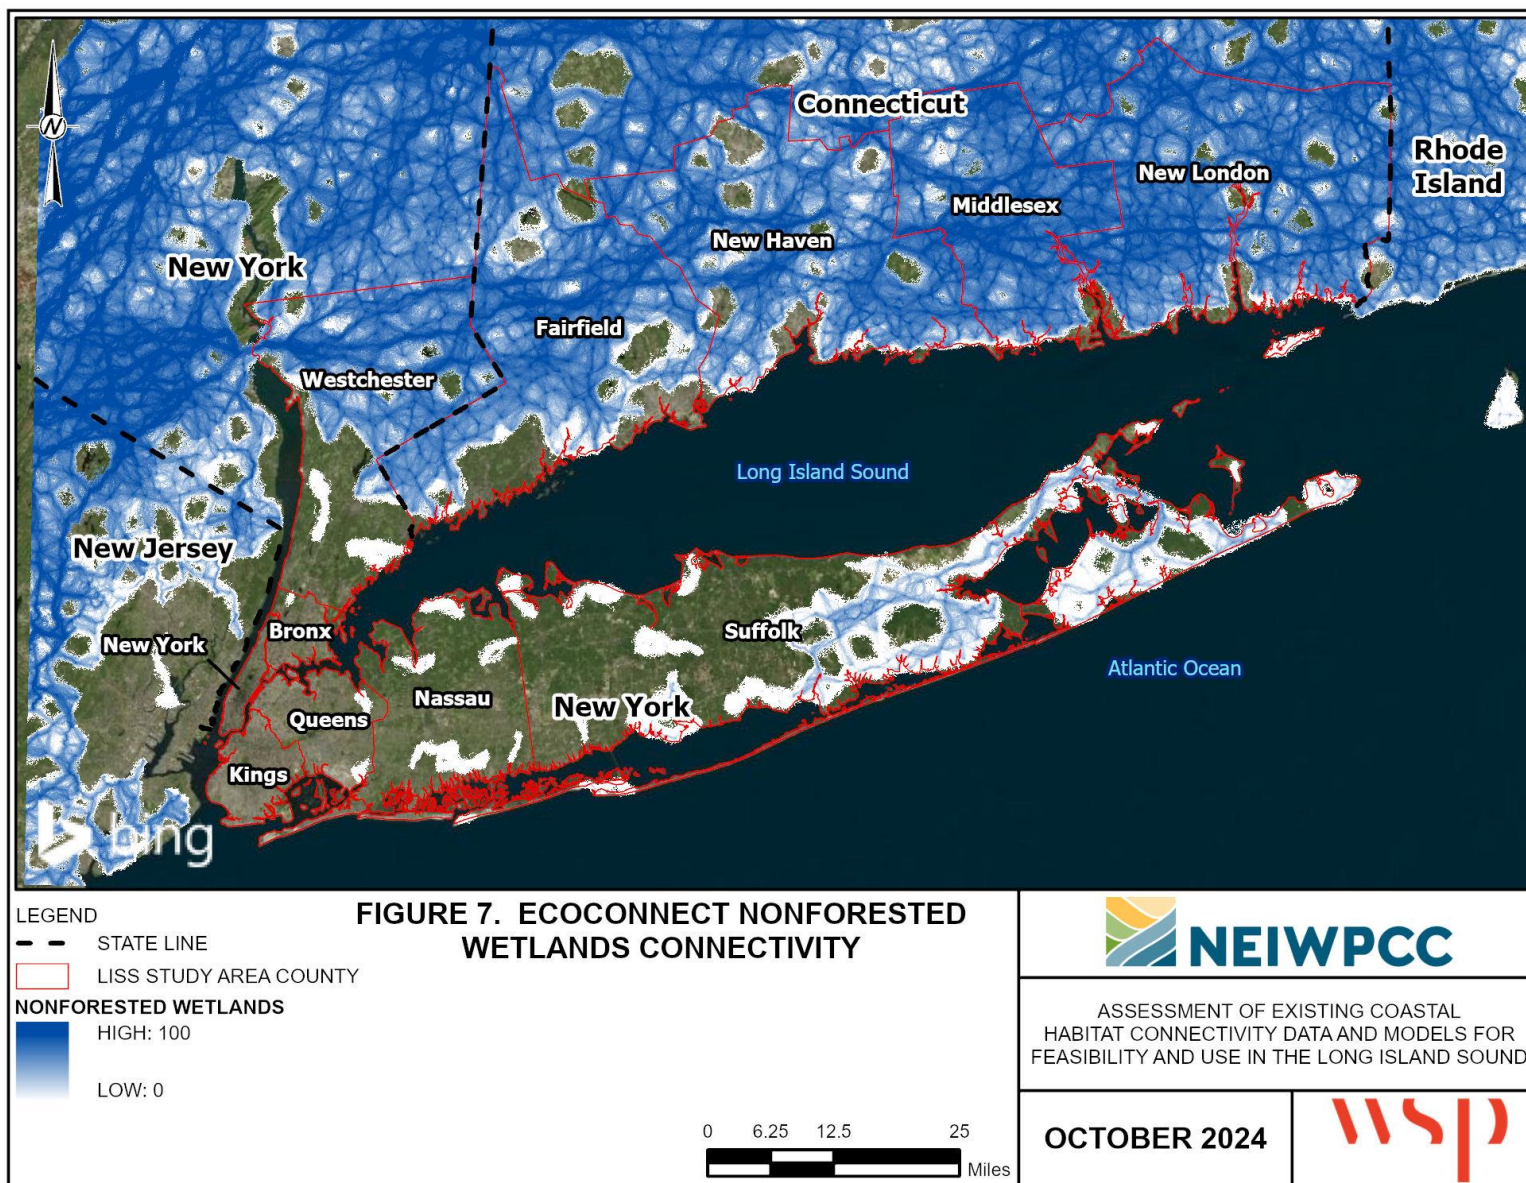 N
Connecticut
Rhode
Island
New London
Middlesex
New Haven
New York
Fairfield
Westchester
Long Island Sound
New Jersey
Bronx
New York
Suffolk
Atlantic Ocean
Nassau
New York
Queens
Kings
bing
LEGEND
STATE LINE
LISS STUDY AREA COUNTY
NONFORESTED WETLANDS
HIGH: 100
LOW: 0
FIGURE 7. ECOCONNECT NONFORESTED
WETLANDS CONNECTIVITY
0 6.25 12.5 25
Miles
NEIWPCC
ASSESSMENT OF EXISTING COASTAL
HABITAT CONNECTIVITY DATA AND MODELS FOR
FEASIBILITY AND USE IN THE LONG ISLAND SOUND
OCTOBER 2024
wsp